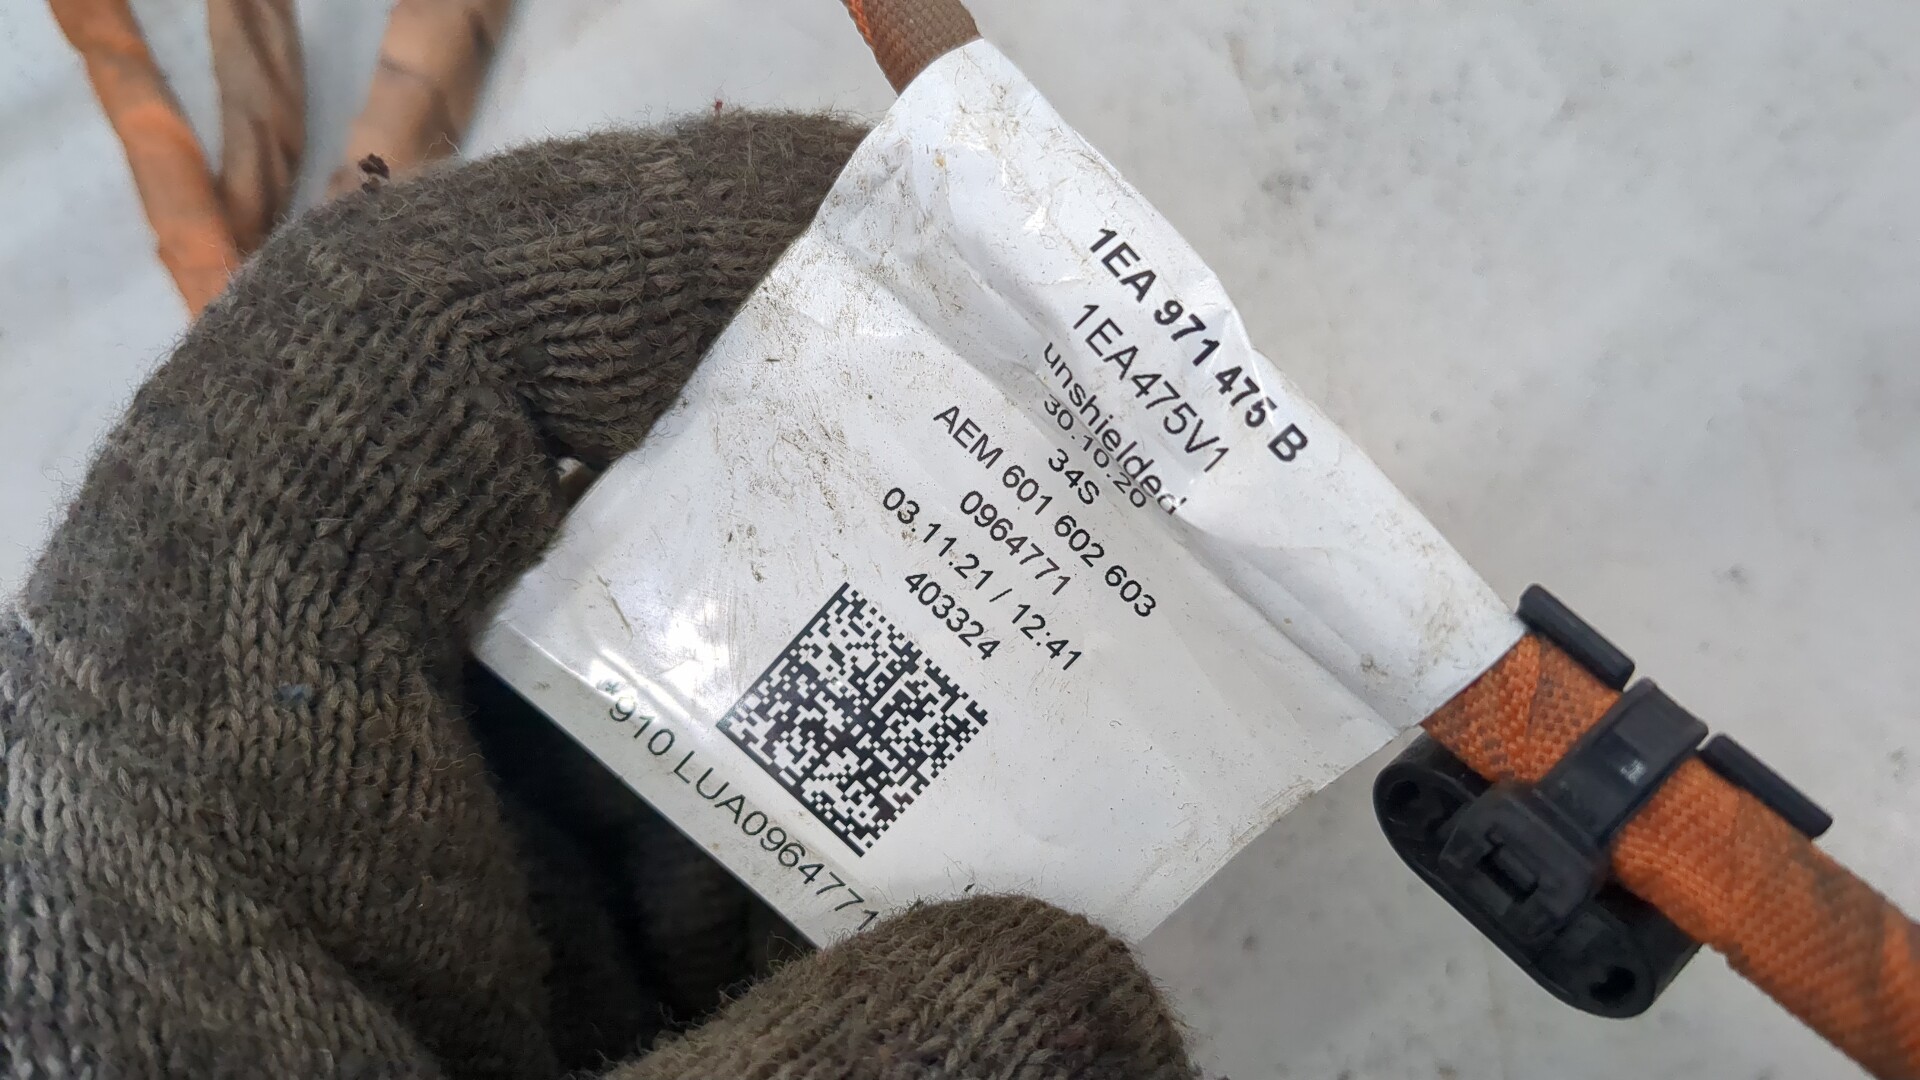 1EA 971 475 B
1EA475V1
unshielded
30.10.20
34S
AEM 601 602 603
0964771
03.11.21 / 12:41
403324
*910 LUA0964771